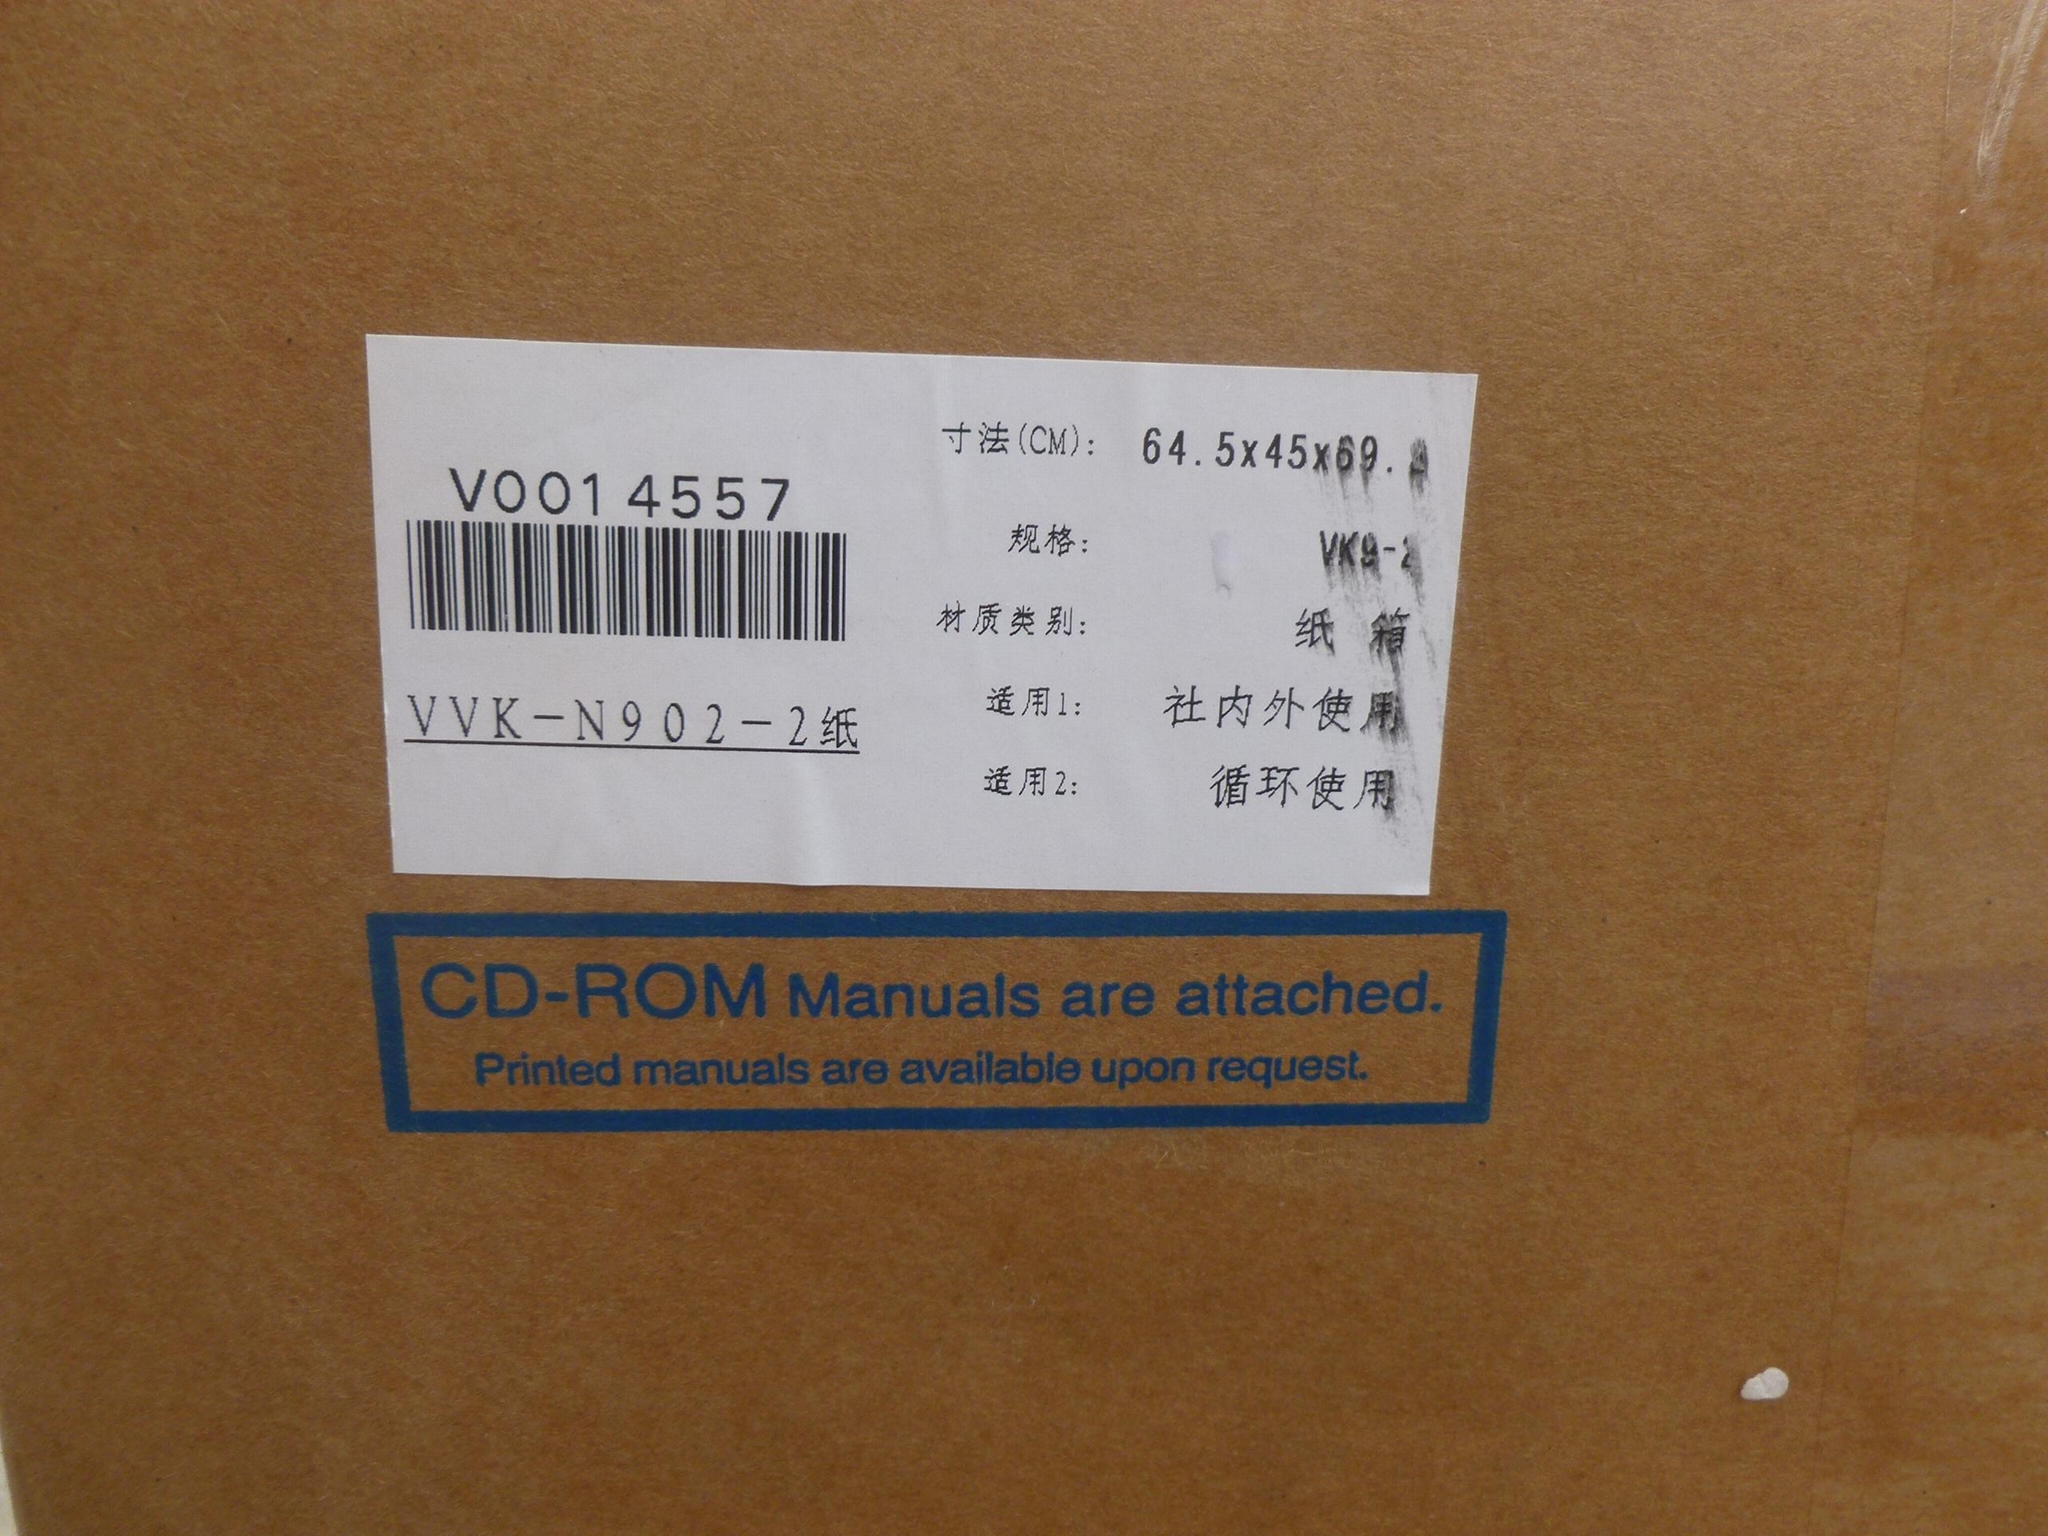 V0014557
VVK-N902-2纸
寸法(CM): 64.5x45x69.
规格: VK9-2
材质类别: 纸 箱
适用1: 社内外使用
适用2: 循环使用
CD-ROM Manuals are attached.
Printed manuals are available upon request.